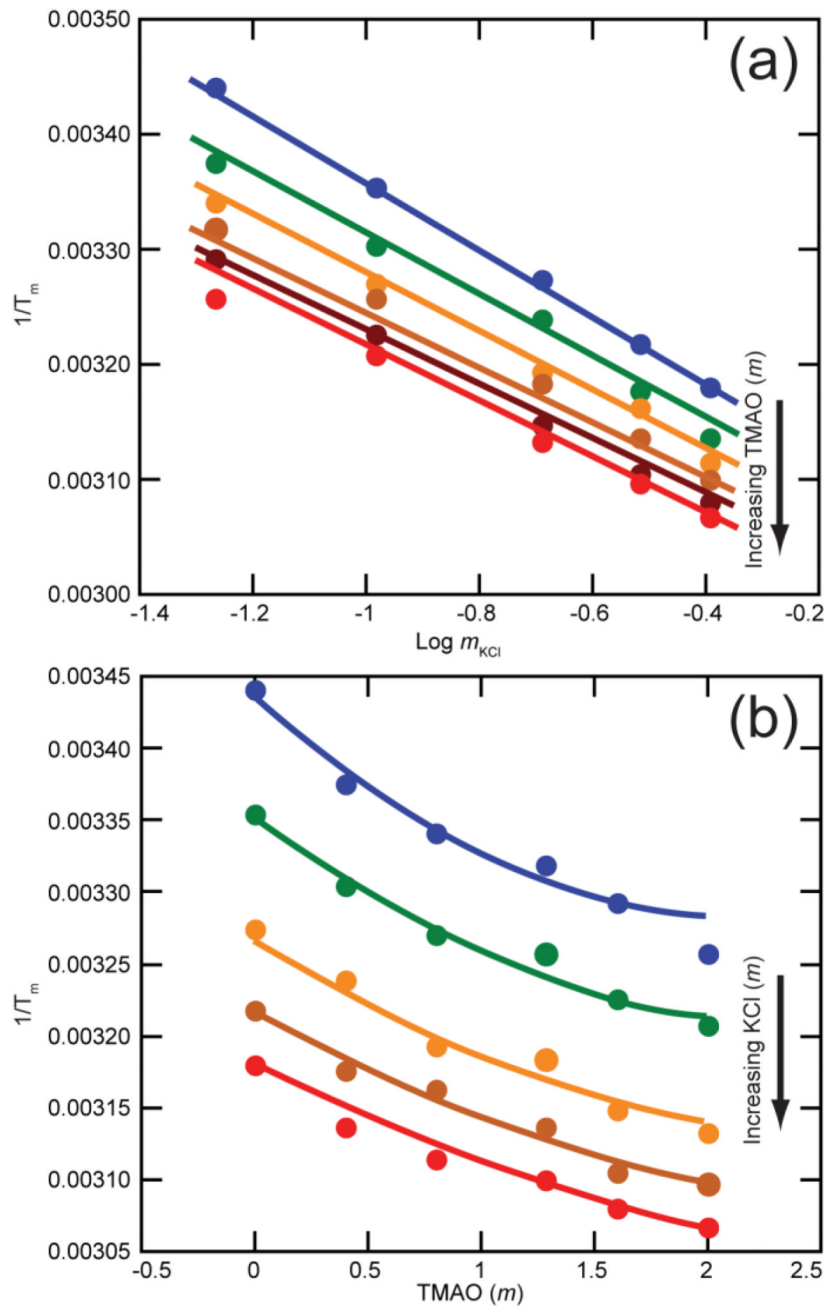 (a)
0.00350
0.00340
0.00330
0.00320
0.00310
0.00300
1/Tm
-1.4 -1.2 -1 -0.8 -0.6 -0.4 -0.2
Log mKCl
Increasing TMAO (m)
(b)
0.00345
0.00340
0.00335
0.00330
0.00325
0.00320
0.00315
0.00310
0.00305
1/Tm
-0.5 0 0.5 1 1.5 2 2.5
TMAO (m)
Increasing KCl (m)